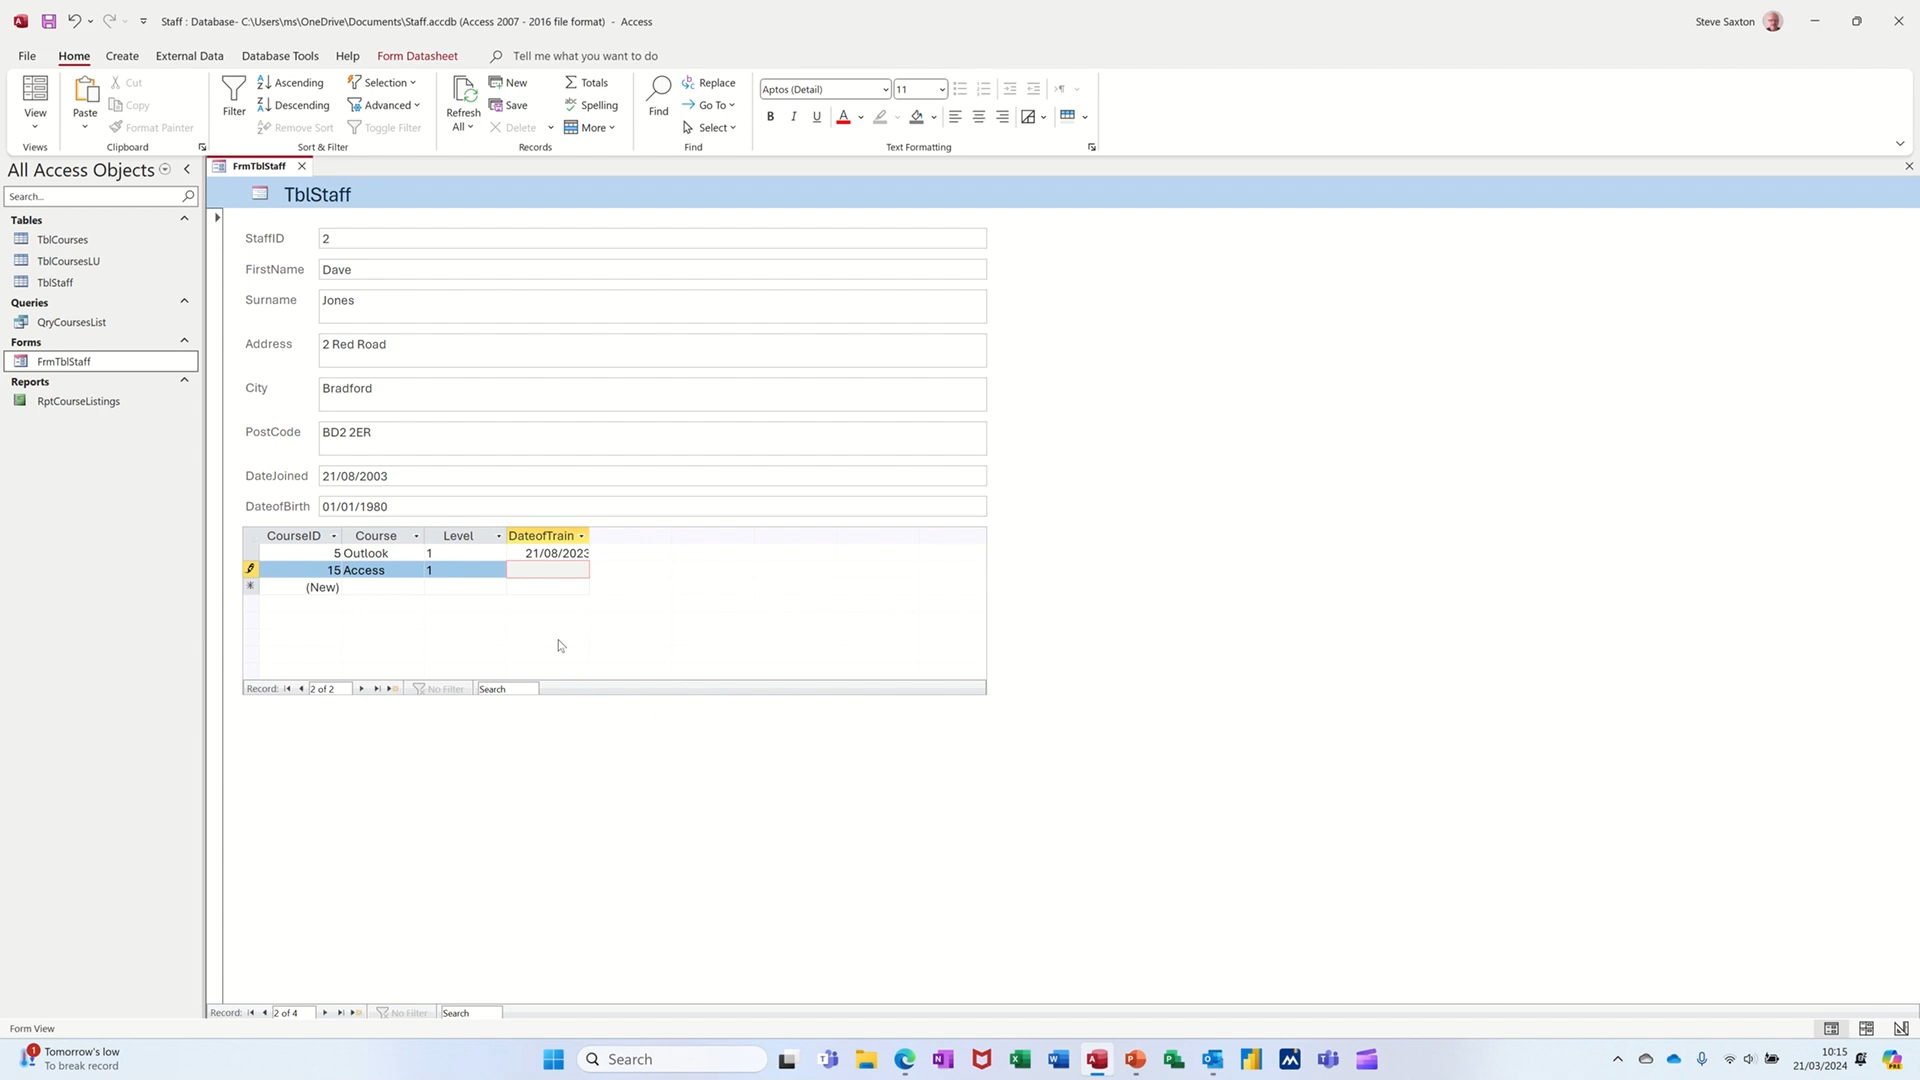 Staff : Database- C:\Users\ms\OneDrive\Documents\Staff.accdb (Access 2007 - 2016 file format) - Access
Steve Saxton
File Home Create External Data Database Tools Help Form Datasheet Tell me what you want to do
View
Views
Paste
Cut
Copy
Format Painter
Clipboard
Filter
Ascending
Descending
Remove Sort
Selection
Advanced
Toggle Filter
Sort & Filter
Refresh
All
New
Save
Delete
Totals
Spelling
More
Records
Find
Replace
Go To
Select
Find
Aptos (Detail) 11
B I U A
Text Formatting
All Access Objects
Search...
Tables
TblCourses
TblCoursesLU
TblStaff
Queries
QryCoursesList
Forms
FrmTblStaff
Reports
RptCourseListings
FrmTblStaff
TblStaff
StaffID 2
FirstName Dave
Surname Jones
Address 2 Red Road
City Bradford
PostCode BD2 2ER
DateJoined 21/08/2003
DateofBirth 01/01/1980
CourseID Course Level DateofTrain
5 Outlook 1 21/08/2023
15 Access 1
(New)
Record: 2 of 2 No Filter Search
Record: 2 of 4 No Filter Search
Form View
1
Tomorrow's low
To break record
Search
10:15
21/03/2024
PRE